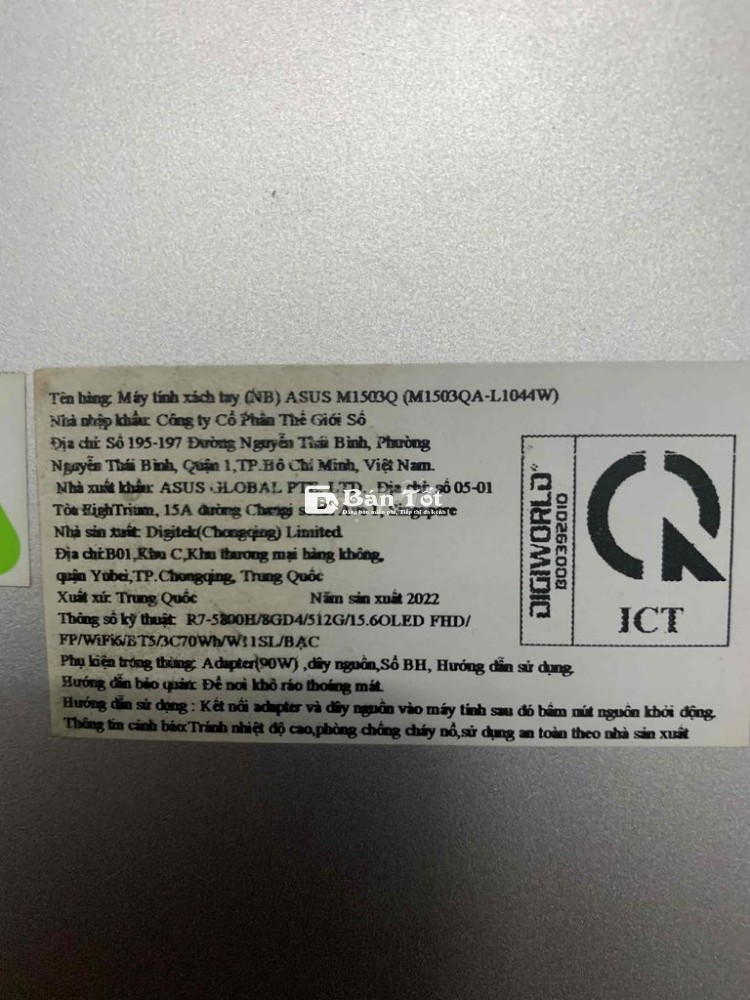 Tên hàng: Máy tính xách tay (NB) ASUS M1503Q (M1503QA-L1044W)
Nhà nhập khẩu: Công ty Cổ Phần Thế Giới Số
Địa chỉ: Số 195-197 Đường Nguyễn Thái Bình, Phường
Nguyễn Thái Bình, Quận 1,TP.Hồ Chí Minh, Việt Nam.
Nhà xuất khẩu: ASUS GLOBAL PTE LTD Địa chỉ: số 05-01
Tòa EighTrium, 15A đường Changi Singapore
Nhà sản xuất: Digitek(Chongqing) Limited
Địa chỉ:B01,Khu C,Khu thương mại hàng không,
quận Yubei,TP.Chongqing, Trung Quốc
Xuất xứ: Trung Quốc Năm sản xuất 2022
Thông số kỹ thuật: R7-5800H/8GD4/512G/15.6OLED FHD/
FP/WiFi6/BT5/3C70Wh/W11SL/BẠC
Phụ kiện trong thùng: Adapter(90W) ,dây nguồn,Sổ BH, Hướng dẫn sử dụng
Hướng dẫn bảo quản: Để nơi khô ráo thoáng mát.
Hướng dẫn sử dụng : Kết nối adapter và dây nguồn vào máy tính sau đó bấm nút nguồn khởi động.
Thông tin cảnh báo:Tránh nhiệt độ cao,phòng chống cháy nổ,sử dụng an toàn theo nhà sản xuất
DIGIWORLD
B00392010
ICT
Bán Tốt
Đăng bán miễn phí, Tiếp thị đa kênh